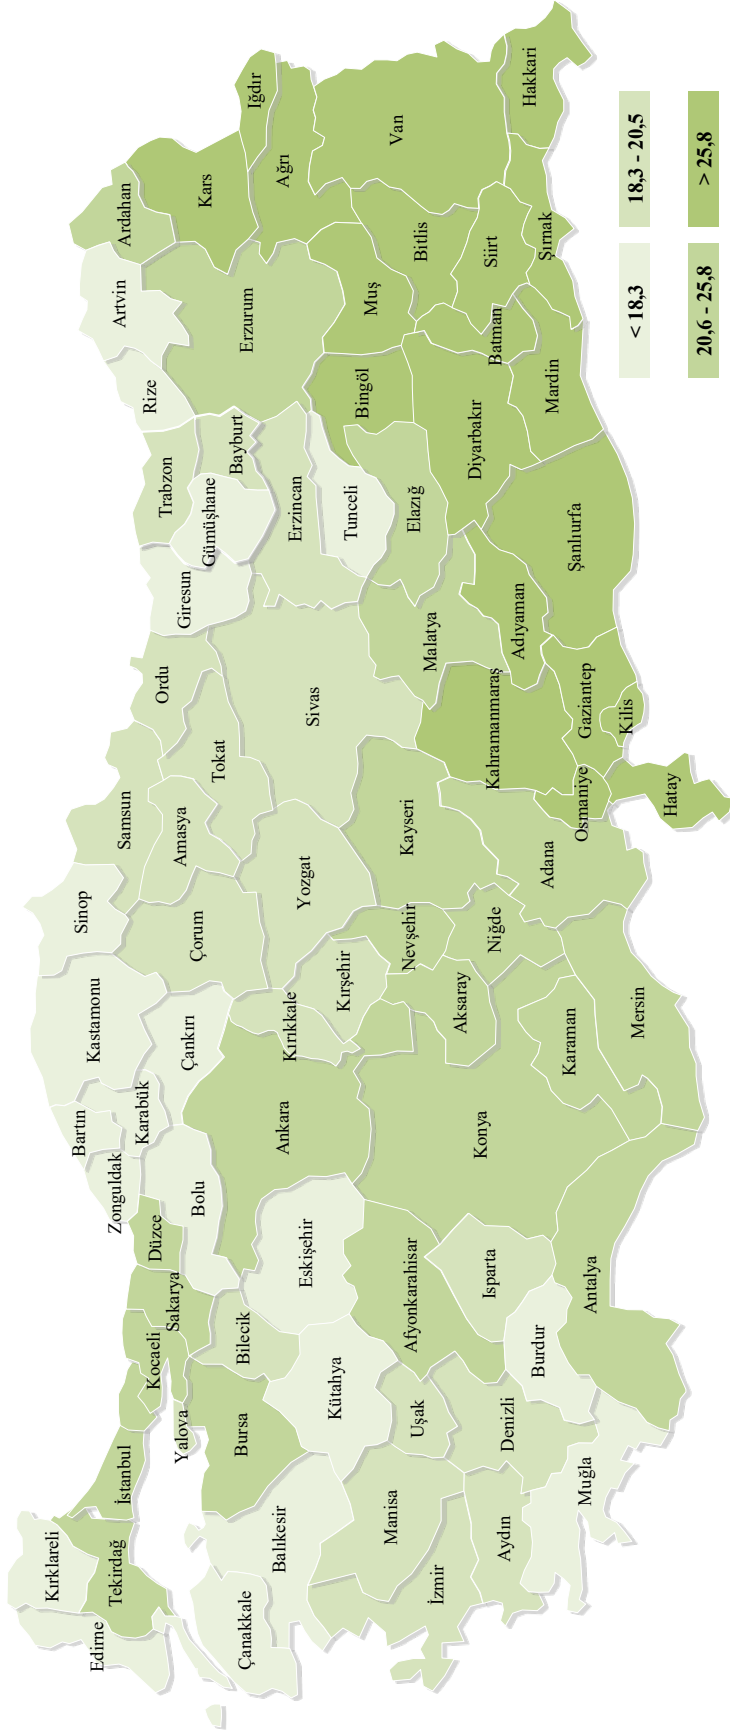 Kırklareli
Edirne
Tekirdağ
İstanbul
Çanakkale
Balıkesir
Yalova
Kocaeli
Sakarya
Düzce
Bursa
Bilecik
Zonguldak
Bartın
Karabük
Bolu
Kastamonu
Çankırı
Sinop
Çorum
Samsun
Amasya
Tokat
Ordu
Giresun
Gümüşhane
Trabzon
Bayburt
Rize
Artvin
Ardahan
Kars
Iğdır
Ağrı
Erzurum
Erzincan
Tunceli
Sivas
Yozgat
Kırıkkale
Kırşehir
Ankara
Eskişehir
Kütahya
Manisa
İzmir
Uşak
Afyonkarahisar
Aydın
Denizli
Muğla
Burdur
Isparta
Antalya
Konya
Karaman
Mersin
Aksaray
Nevşehir
Niğde
Kayseri
Adana
Osmaniye
Hatay
Kahramanmaraş
Gaziantep
Kilis
Malatya
Adıyaman
Şanlıurfa
Elazığ
Bingöl
Diyarbakır
Mardin
Batman
Muş
Bitlis
Siirt
Şırnak
Van
Hakkari
< 18,3
18,3 - 20,5
20,6 - 25,8
> 25,8